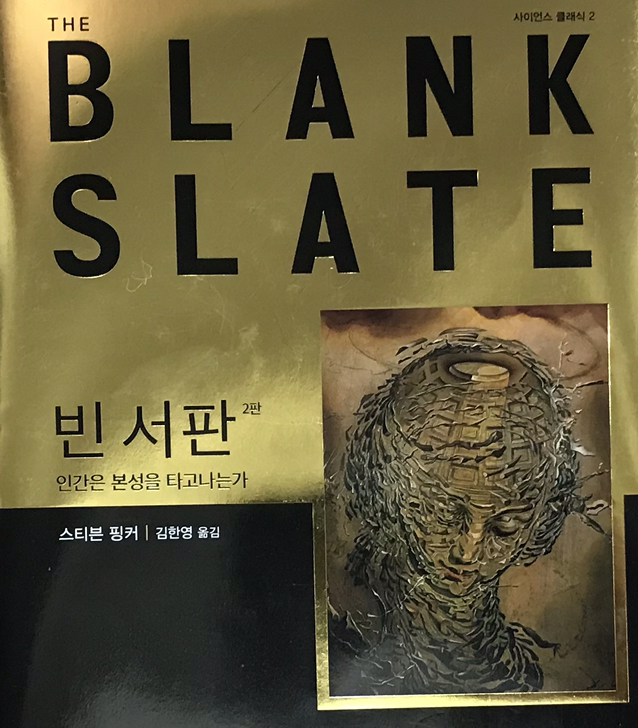 사이언스 클래식 2
THE
BLANK
SLATE
빈 서판 2판
인간은 본성을 타고나는가
스티븐 핑커 | 김한영 옮김